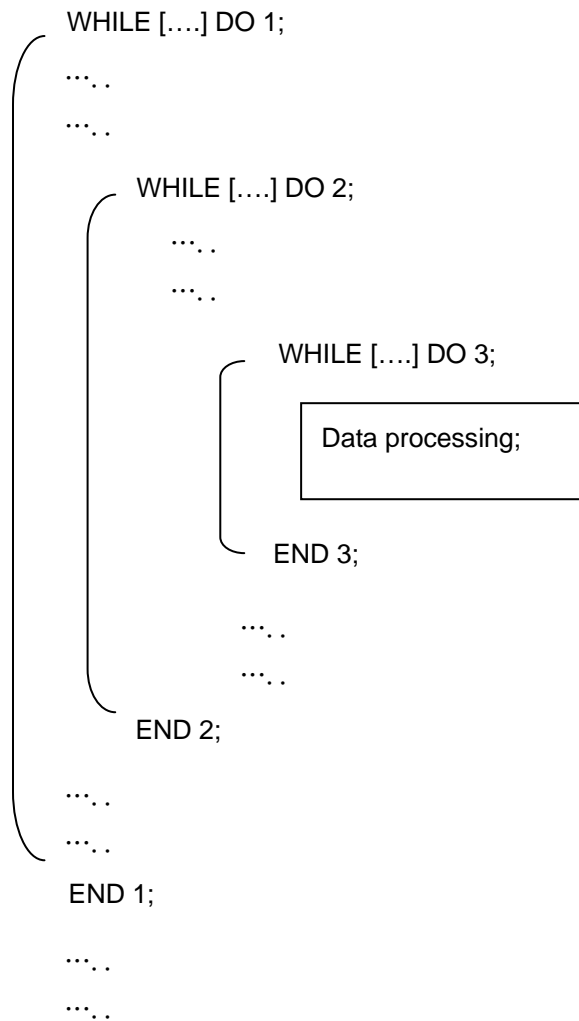 WHILE [….] DO 1;
…. .
…. .
WHILE [….] DO 2;
…. .
…. .
WHILE [….] DO 3;
Data processing;
END 3;
…. .
…. .
END 2;
…. .
…. .
END 1;
…. .
…. .